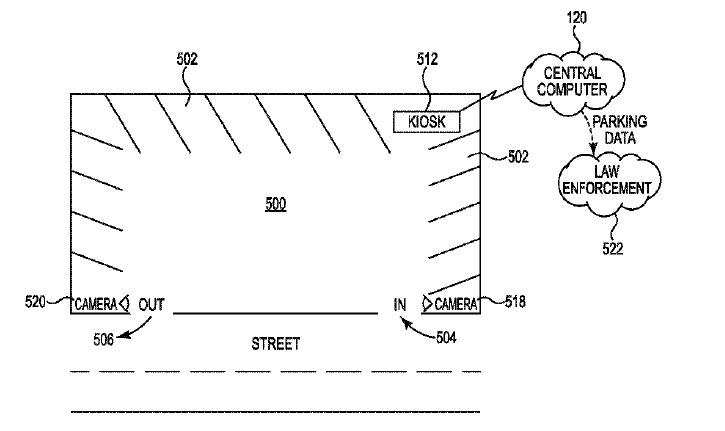 120
502
512
CENTRAL
COMPUTER
KIOSK
PARKING
DATA
502
LAW
ENFORCEMENT
500
522
520
CAMERA
OUT
IN
CAMERA
518
506
504
STREET